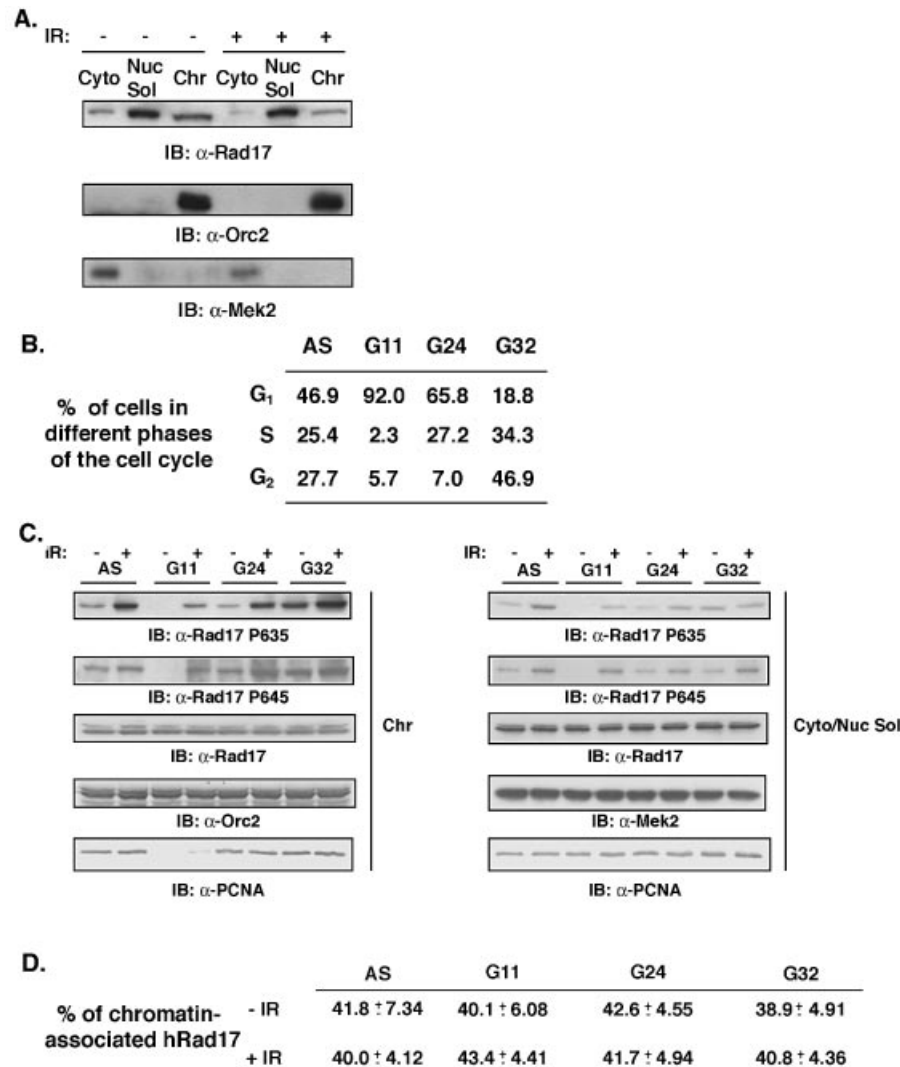 A.
IR: - - - + + +
Cyto Nuc Sol Chr Cyto Nuc Sol Chr
IB: α-Rad17
IB: α-Orc2
IB: α-Mek2
B.
AS G11 G24 G32
% of cells in different phases of the cell cycle
G₁ 46.9 92.0 65.8 18.8
S 25.4 2.3 27.2 34.3
G₂ 27.7 5.7 7.0 46.9
C.
IR: - + - + - + - +
AS G11 G24 G32
IB: α-Rad17 P635
IB: α-Rad17 P645
IB: α-Rad17
IB: α-Orc2
IB: α-PCNA
Chr
IR: - + - + - + - +
AS G11 G24 G32
IB: α-Rad17 P635
IB: α-Rad17 P645
IB: α-Rad17
IB: α-Mek2
IB: α-PCNA
Cyto/Nuc Sol
D.
AS G11 G24 G32
% of chromatin-
associated hRad17
- IR 41.8 ± 7.34 40.1 ± 6.08 42.6 ± 4.55 38.9 ± 4.91
+ IR 40.0 ± 4.12 43.4 ± 4.41 41.7 ± 4.94 40.8 ± 4.36